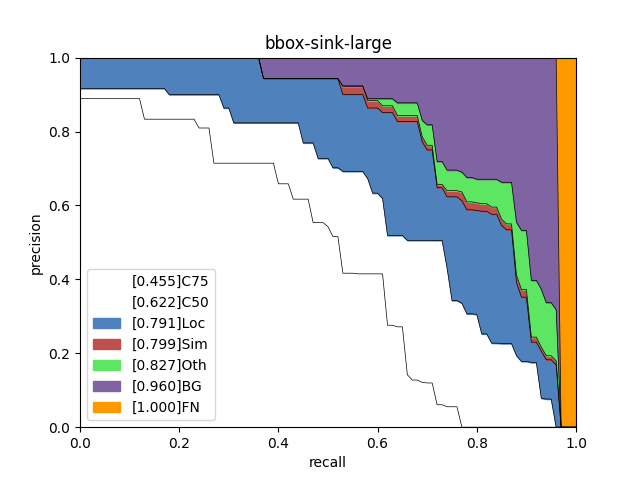 bbox-sink-large
precision
1.0
0.8
0.6
0.4
0.2
0.0
[0.455]C75
[0.622]C50
[0.791]Loc
[0.799]Sim
[0.827]Oth
[0.960]BG
[1.000]FN
0.0 0.2 0.4 0.6 0.8 1.0
recall